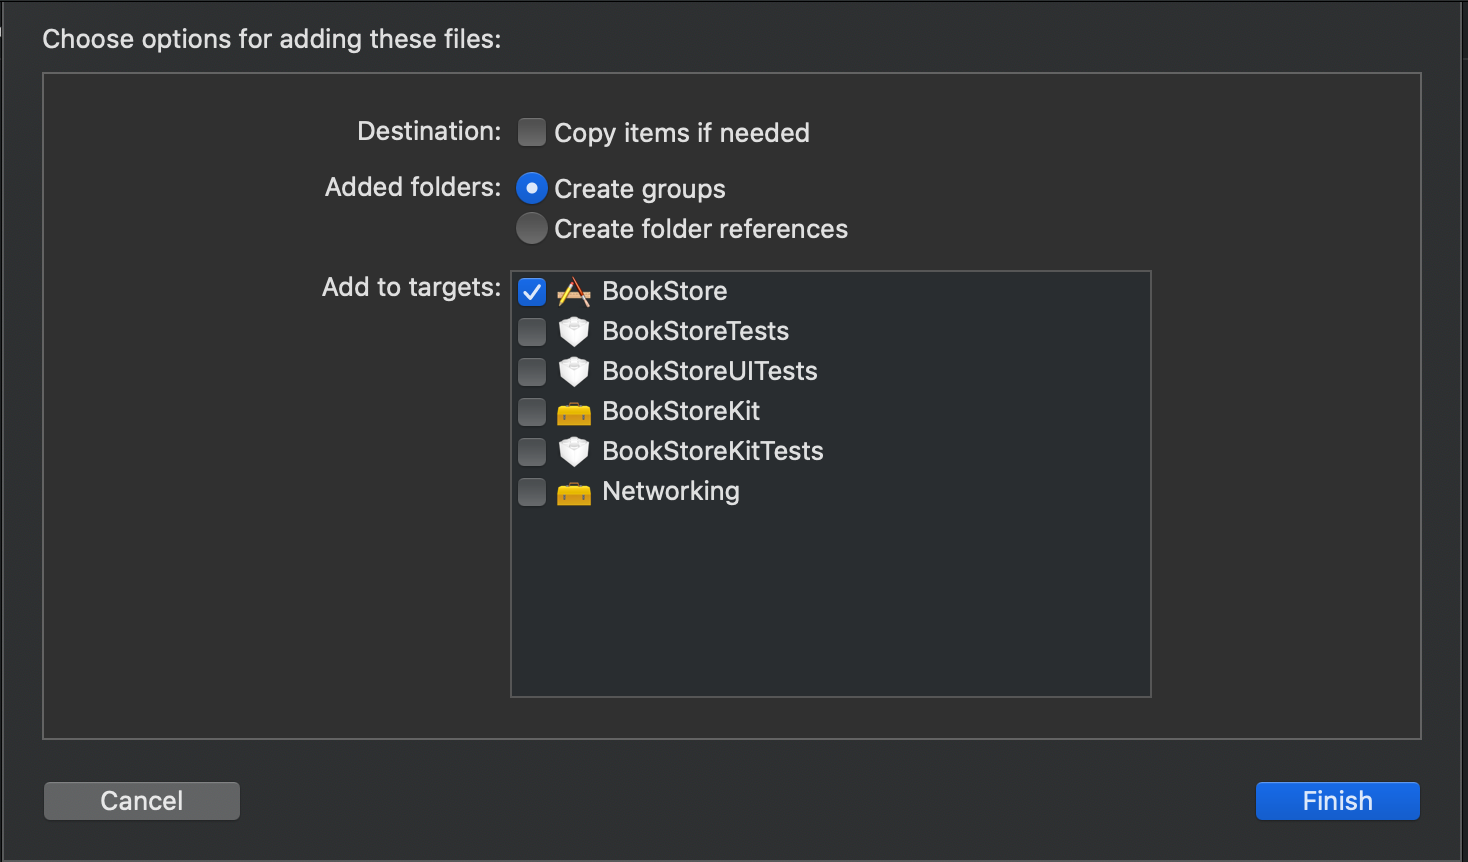 Choose options for adding these files:
Destination: Copy items if needed
Added folders: Create groups
Create folder references
Add to targets: BookStore
BookStoreTests
BookStoreUITests
BookStoreKit
BookStoreKitTests
Networking
Cancel Finish